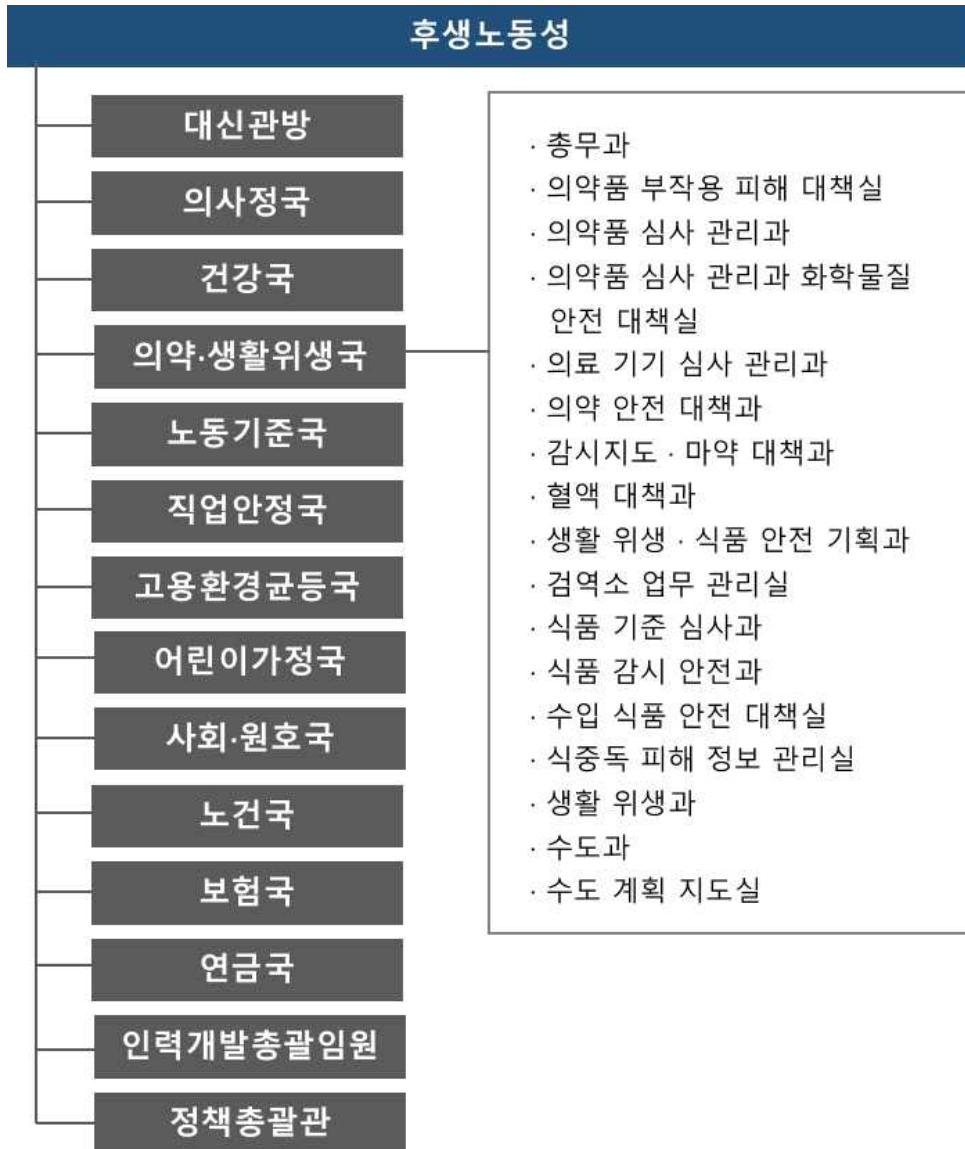 후생노동성
대신관방
의사정국
건강국
의약·생활위생국
노동기준국
직업안정국
고용환경균등국
어린이가정국
사회·원호국
노건국
보험국
연금국
인력개발총괄임원
정책총괄관
· 총무과
· 의약품 부작용 피해 대책실
· 의약품 심사 관리과
· 의약품 심사 관리과 화학물질
안전 대책실
· 의료 기기 심사 관리과
· 의약 안전 대책과
· 감시지도 · 마약 대책과
· 혈액 대책과
· 생활 위생 · 식품 안전 기획과
· 검역소 업무 관리실
· 식품 기준 심사과
· 식품 감시 안전과
· 수입 식품 안전 대책실
· 식중독 피해 정보 관리실
· 생활 위생과
· 수도과
· 수도 계획 지도실